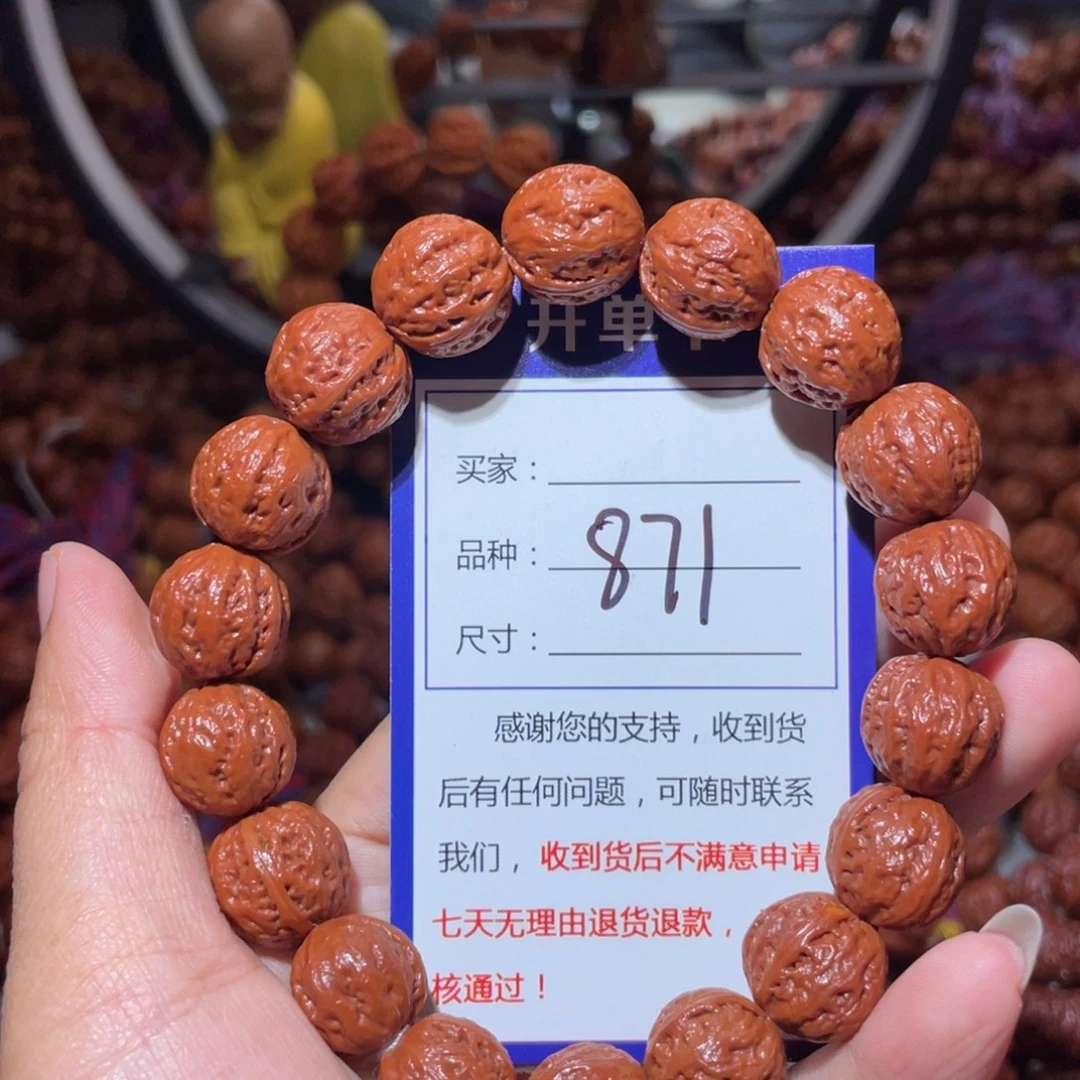 开单
买家：
品种：871
尺寸：
感谢您的支持，收到货
后有任何问题，可随时联系
我们，收到货后不满意申请
七天无理由退货退款，
核通过！